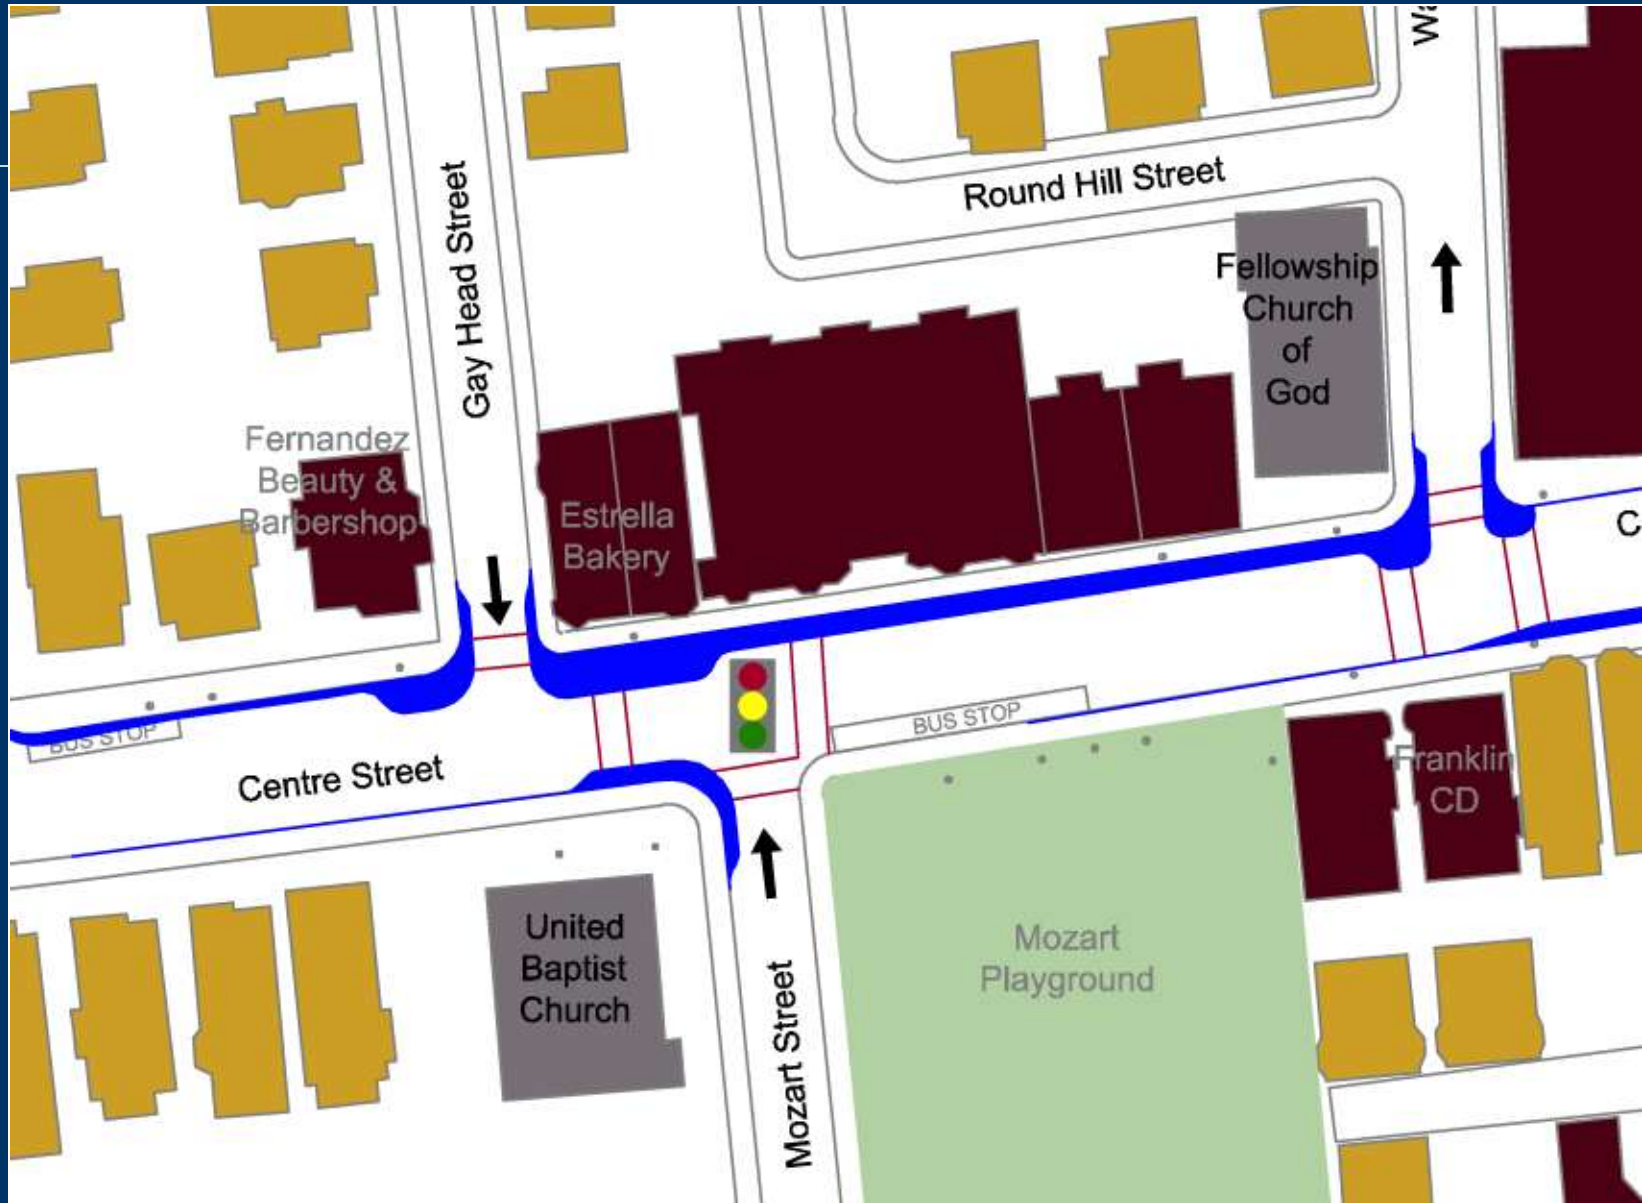 Wa
Round Hill Street
Gay Head Street
Fellowship
Church
of
God
Fernandez
Beauty &
Barbershop
Estrella
Bakery
C
BUS STOP
BUS STOP
Centre Street
Franklin
CD
United
Baptist
Church
Mozart
Playground
Mozart Street